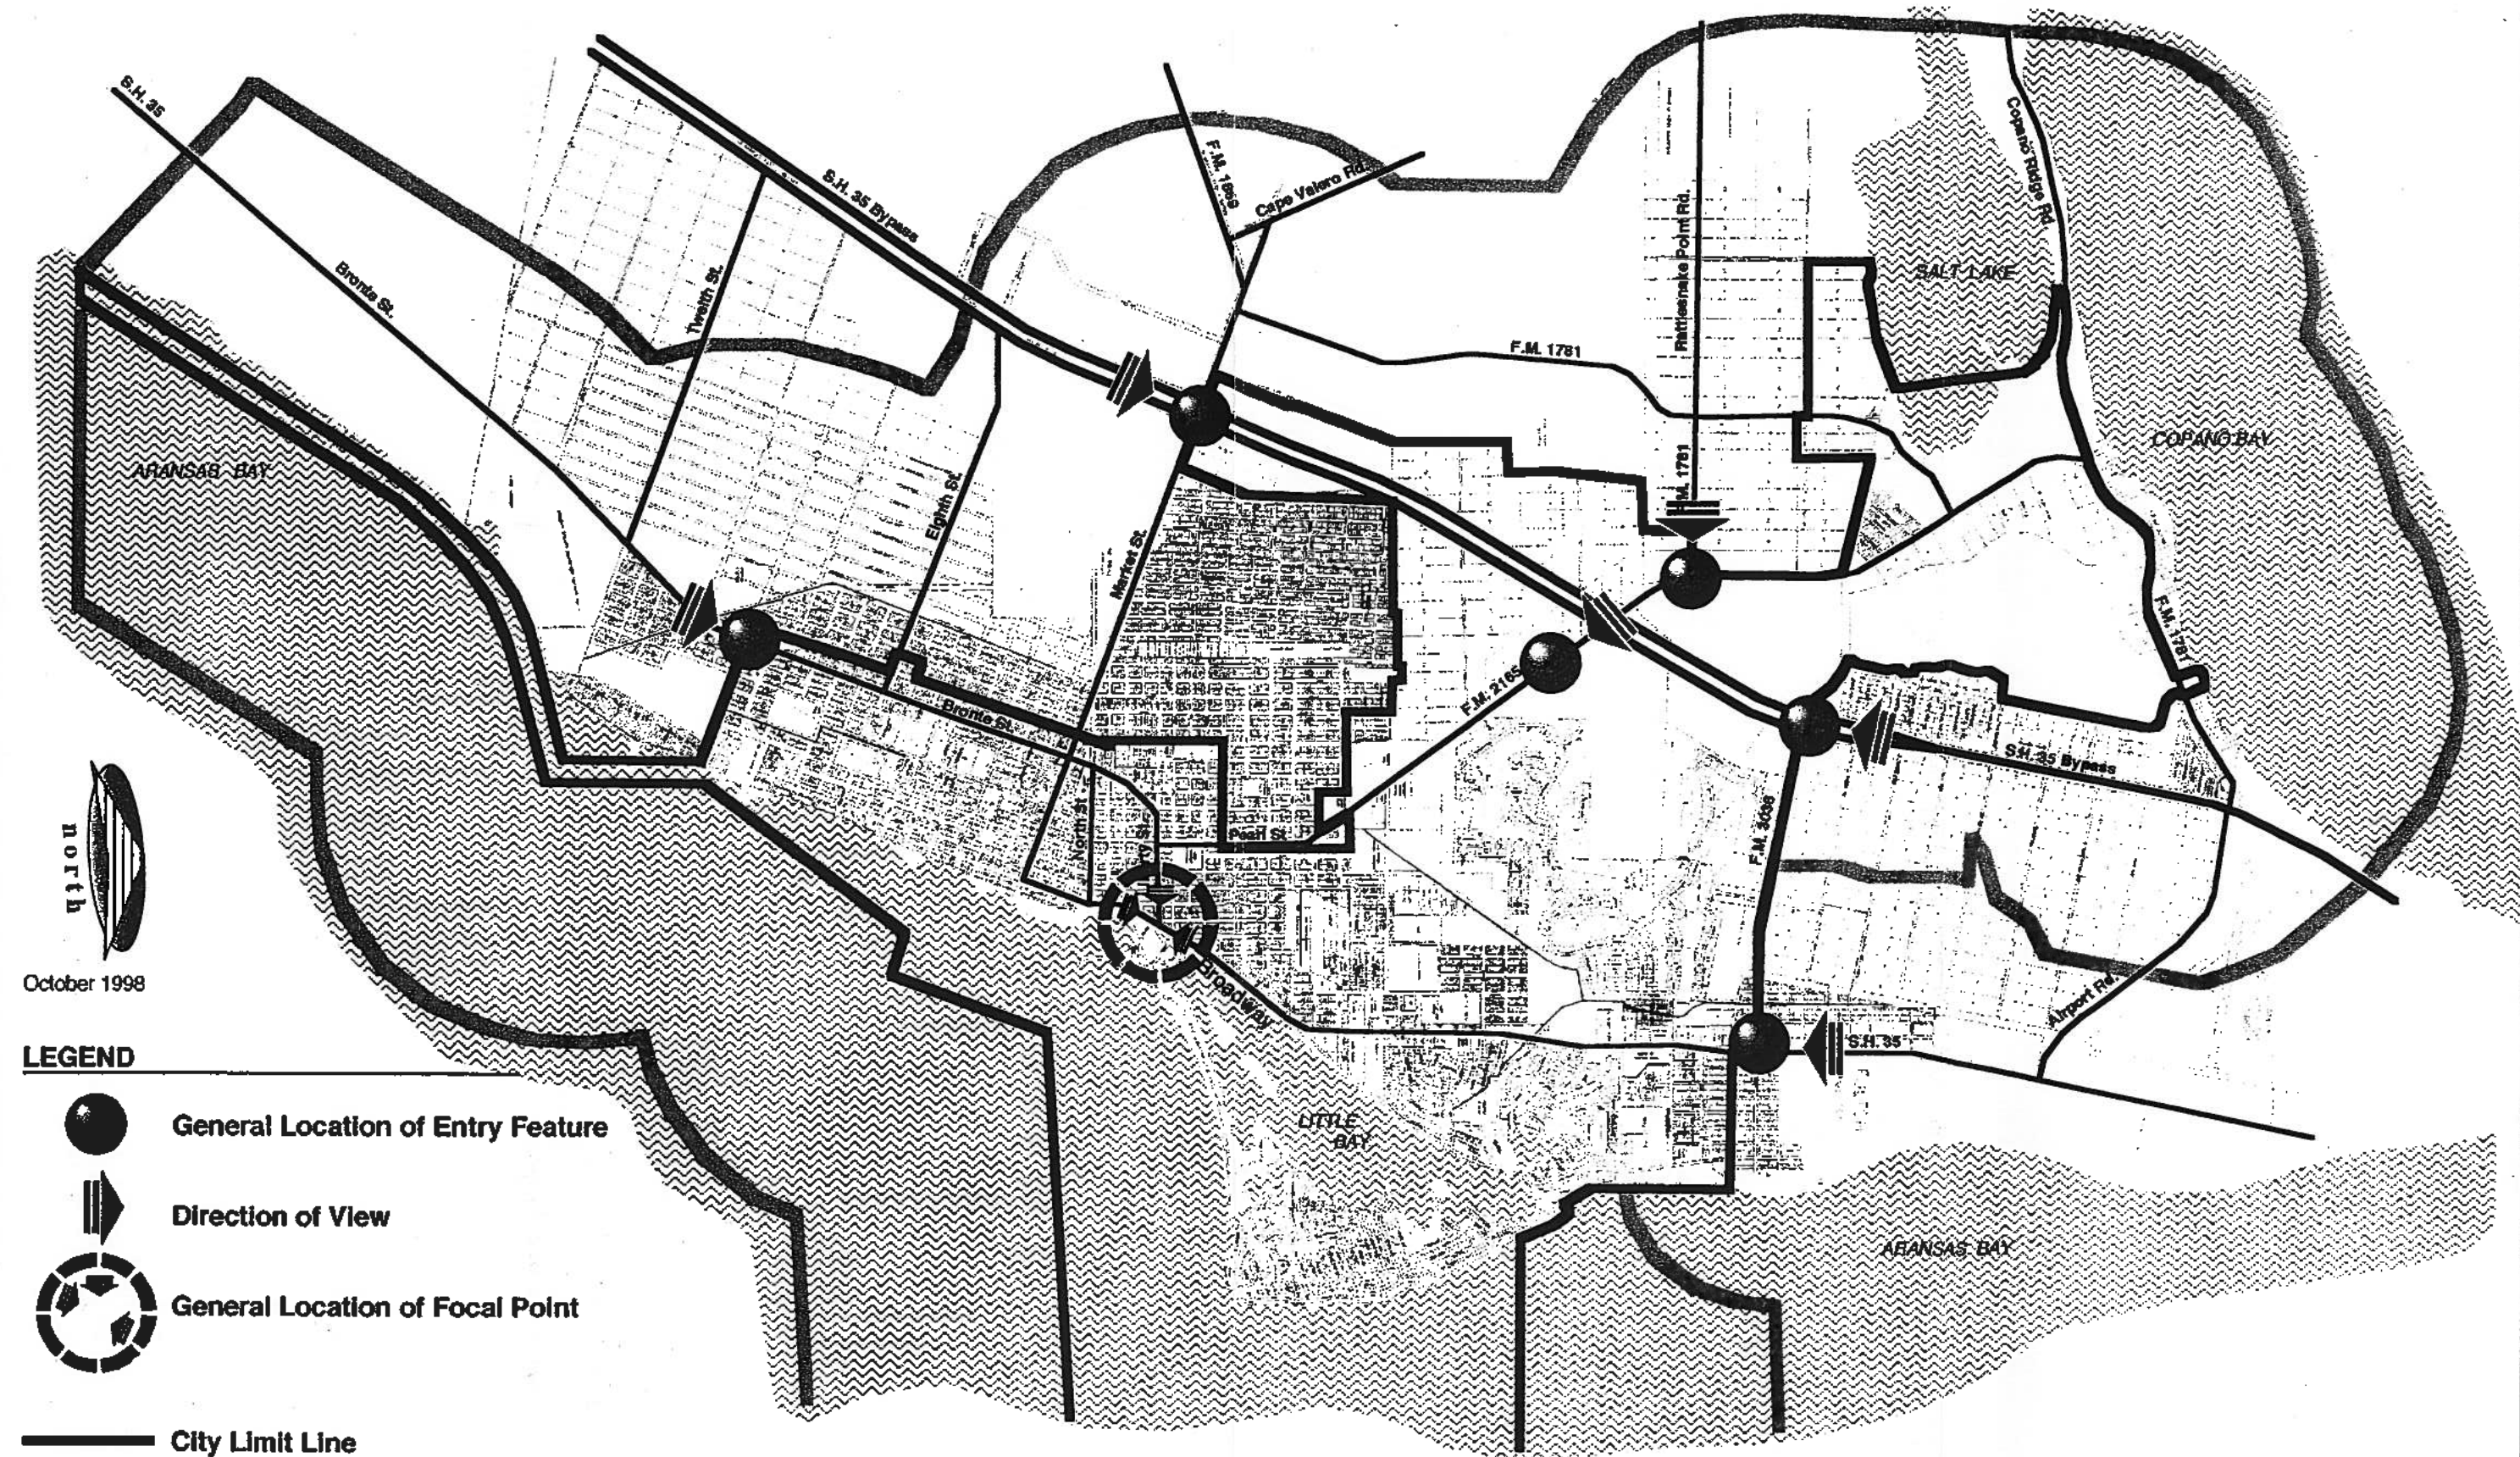 S.H. 35
S.H. 35 Bypass
F.M. 1069
Cape Valero Rd.
Copano Ridge Rd
Rattlesnake Point Rd.
SALT LAKE
Bronte St.
Twelth St.
F.M. 1781
COPANO BAY
ARANSAS BAY
Eighth St.
Market St.
F.M. 1781
F.M. 2165
Bronte St.
S.H. 35 Bypass
F.M. 3036
North St
Pearl St.
Broadway
Airport Rd.
S.H. 35
LITTLE
BAY
ARANSAS BAY
north
October 1998
LEGEND
General Location of Entry Feature
Direction of View
General Location of Focal Point
City Limit Line